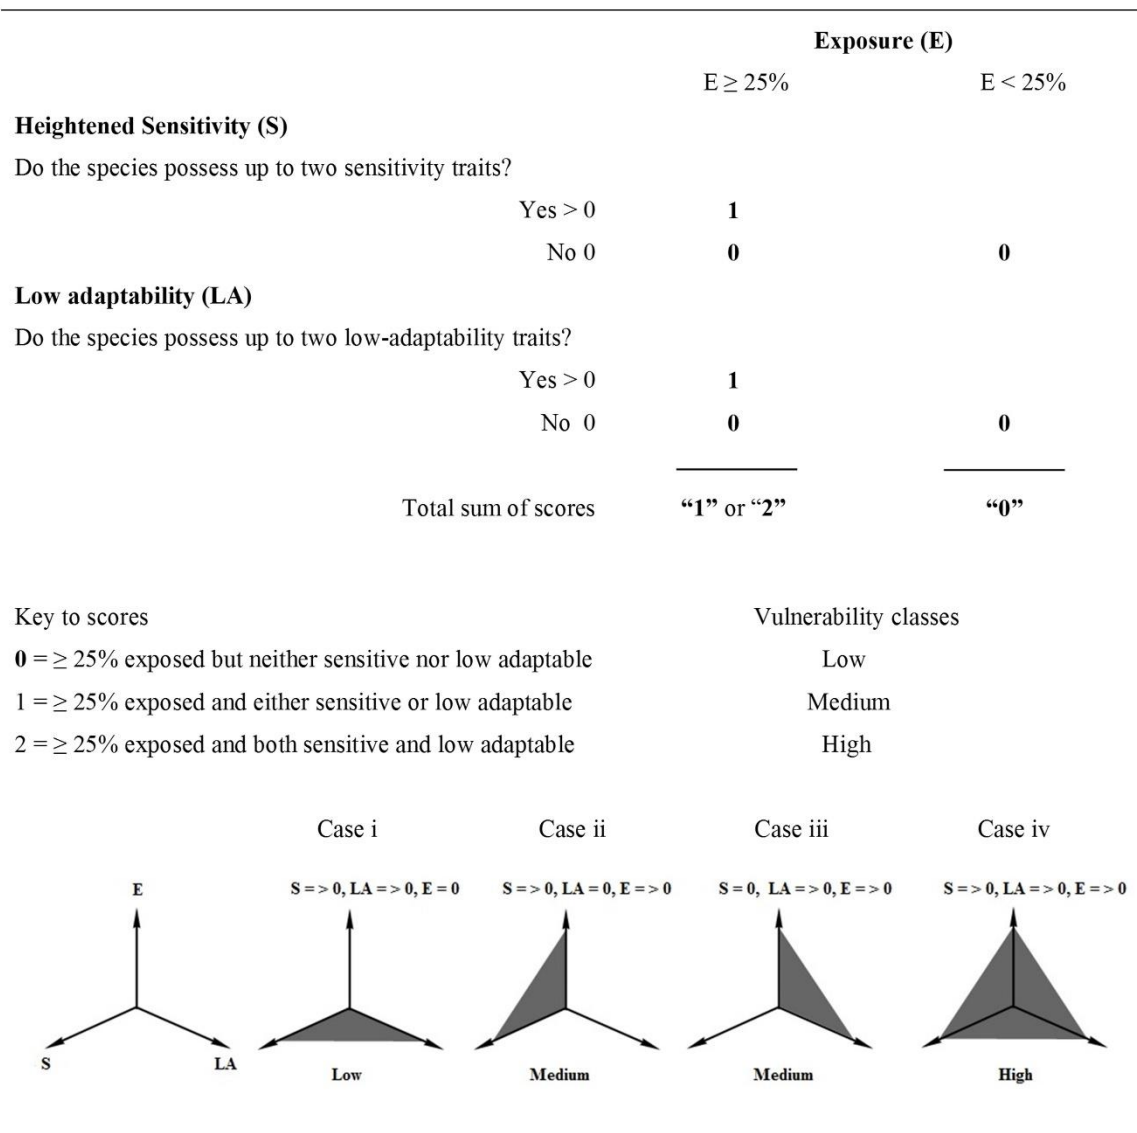 Exposure (E)
E ≥ 25% E < 25%
Heightened Sensitivity (S)
Do the species possess up to two sensitivity traits?
Yes > 0 1
No 0 0 0
Low adaptability (LA)
Do the species possess up to two low-adaptability traits?
Yes > 0 1
No 0 0 0
Total sum of scores “1” or “2” “0”
Key to scores Vulnerability classes
0 = ≥ 25% exposed but neither sensitive nor low adaptable Low
1 = ≥ 25% exposed and either sensitive or low adaptable Medium
2 = ≥ 25% exposed and both sensitive and low adaptable High
Case i Case ii Case iii Case iv
E S = > 0, LA = > 0, E = 0 S = > 0, LA = 0, E = > 0 S = 0, LA = > 0, E = > 0 S = > 0, LA = > 0, E = > 0
S LA Low Medium Medium High